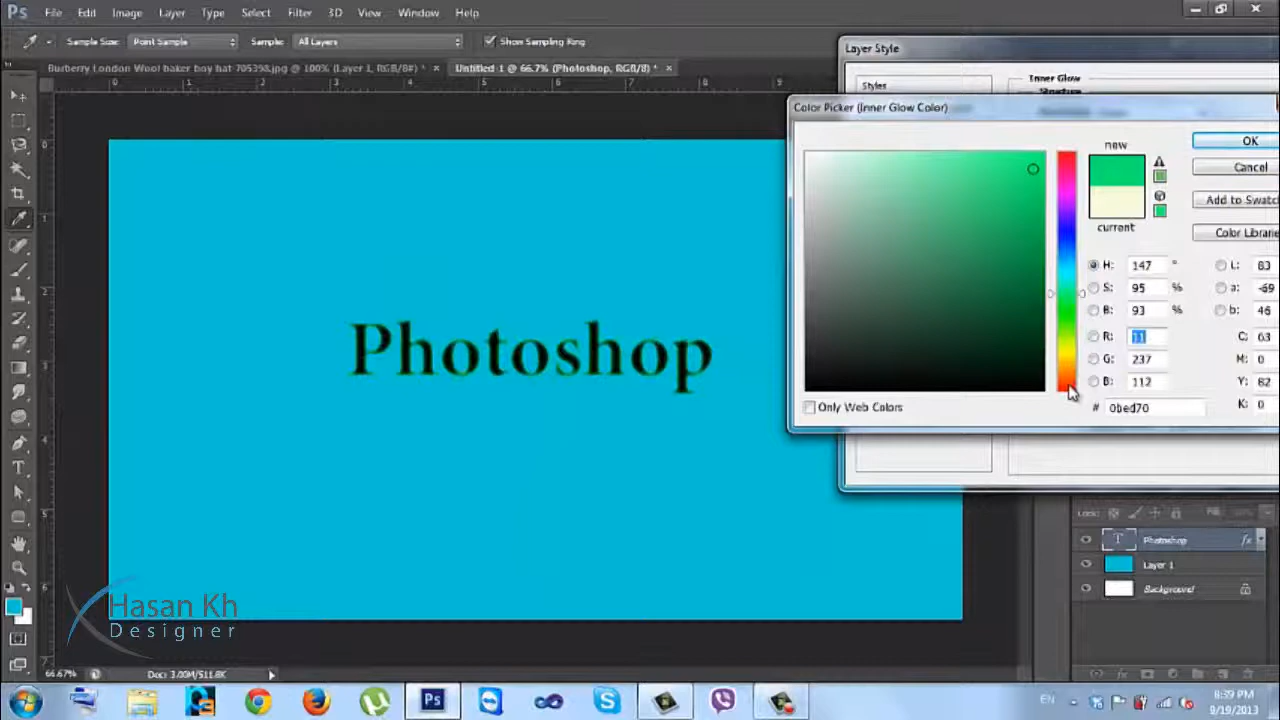 Ps File Edit Image Layer Type Select Filter 3D View Window Help
Sample Size: Point Sample Sample: All Layers Show Sampling Ring
Burberry London Wool baker boy hat 705398.jpg @ 100% (Layer 1, RGB/8#) * × Untitled-1 @ 66.7% (Photoshop, RGB/8) * ×
Layer Style
Styles
Inner Glow
Structure
Color Picker (Inner Glow Color)
new
current
OK
Cancel
Add to Swatc
Color Librarie
H: 147 °
S: 95 %
B: 93 %
R: 11
G: 237
B: 112
# 0bed70
L: 83
a: -69
b: 46
C: 63
M: 0
Y: 82
K: 0
Only Web Colors
Photoshop
Lock:
T Photoshop fx
Layer 1
Background
Hasan Kh
Designer
66.67% Doc: 3.00M/511.8K
EN
8:39 PM
9/19/2013